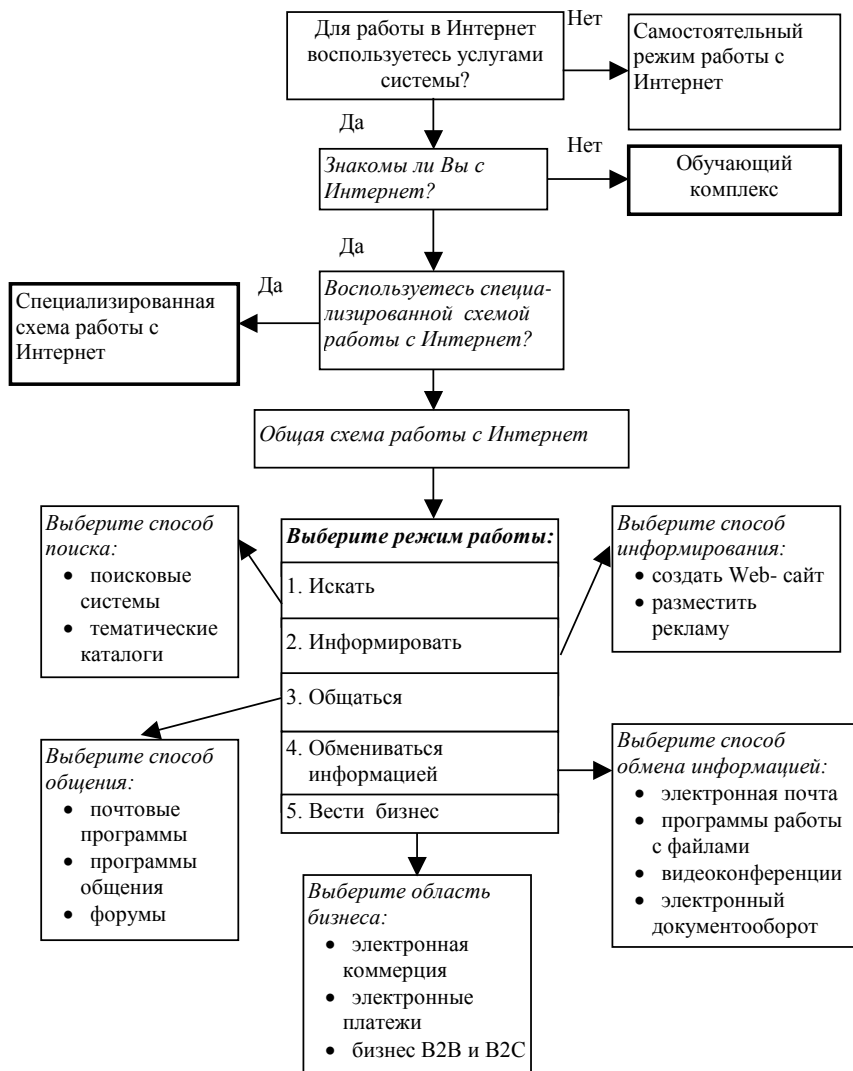 Для работы в Интернет
воспользуетесь услугами
системы?
Нет
Самостоятельный
режим работы с
Интернет
Да
Знакомы ли Вы с
Интернет?
Нет
Обучающий
комплекс
Да
Воспользуетесь специа-
лизированной схемой
работы с Интернет?
Да
Специализированная
схема работы с
Интернет
Общая схема работы с Интернет
Выберите режим работы:
1. Искать
2. Информировать
3. Общаться
4. Обмениваться
информацией
5. Вести бизнес
Выберите способ
поиска:
• поисковые
системы
• тематические
каталоги
Выберите способ
информирования:
• создать Web- сайт
• разместить
рекламу
Выберите способ
общения:
• почтовые
программы
• программы
общения
• форумы
Выберите способ
обмена информацией:
• электронная почта
• программы работы
с файлами
• видеоконференции
• электронный
документооборот
Выберите область
бизнеса:
• электронная
коммерция
• электронные
платежи
• бизнес B2B и B2C